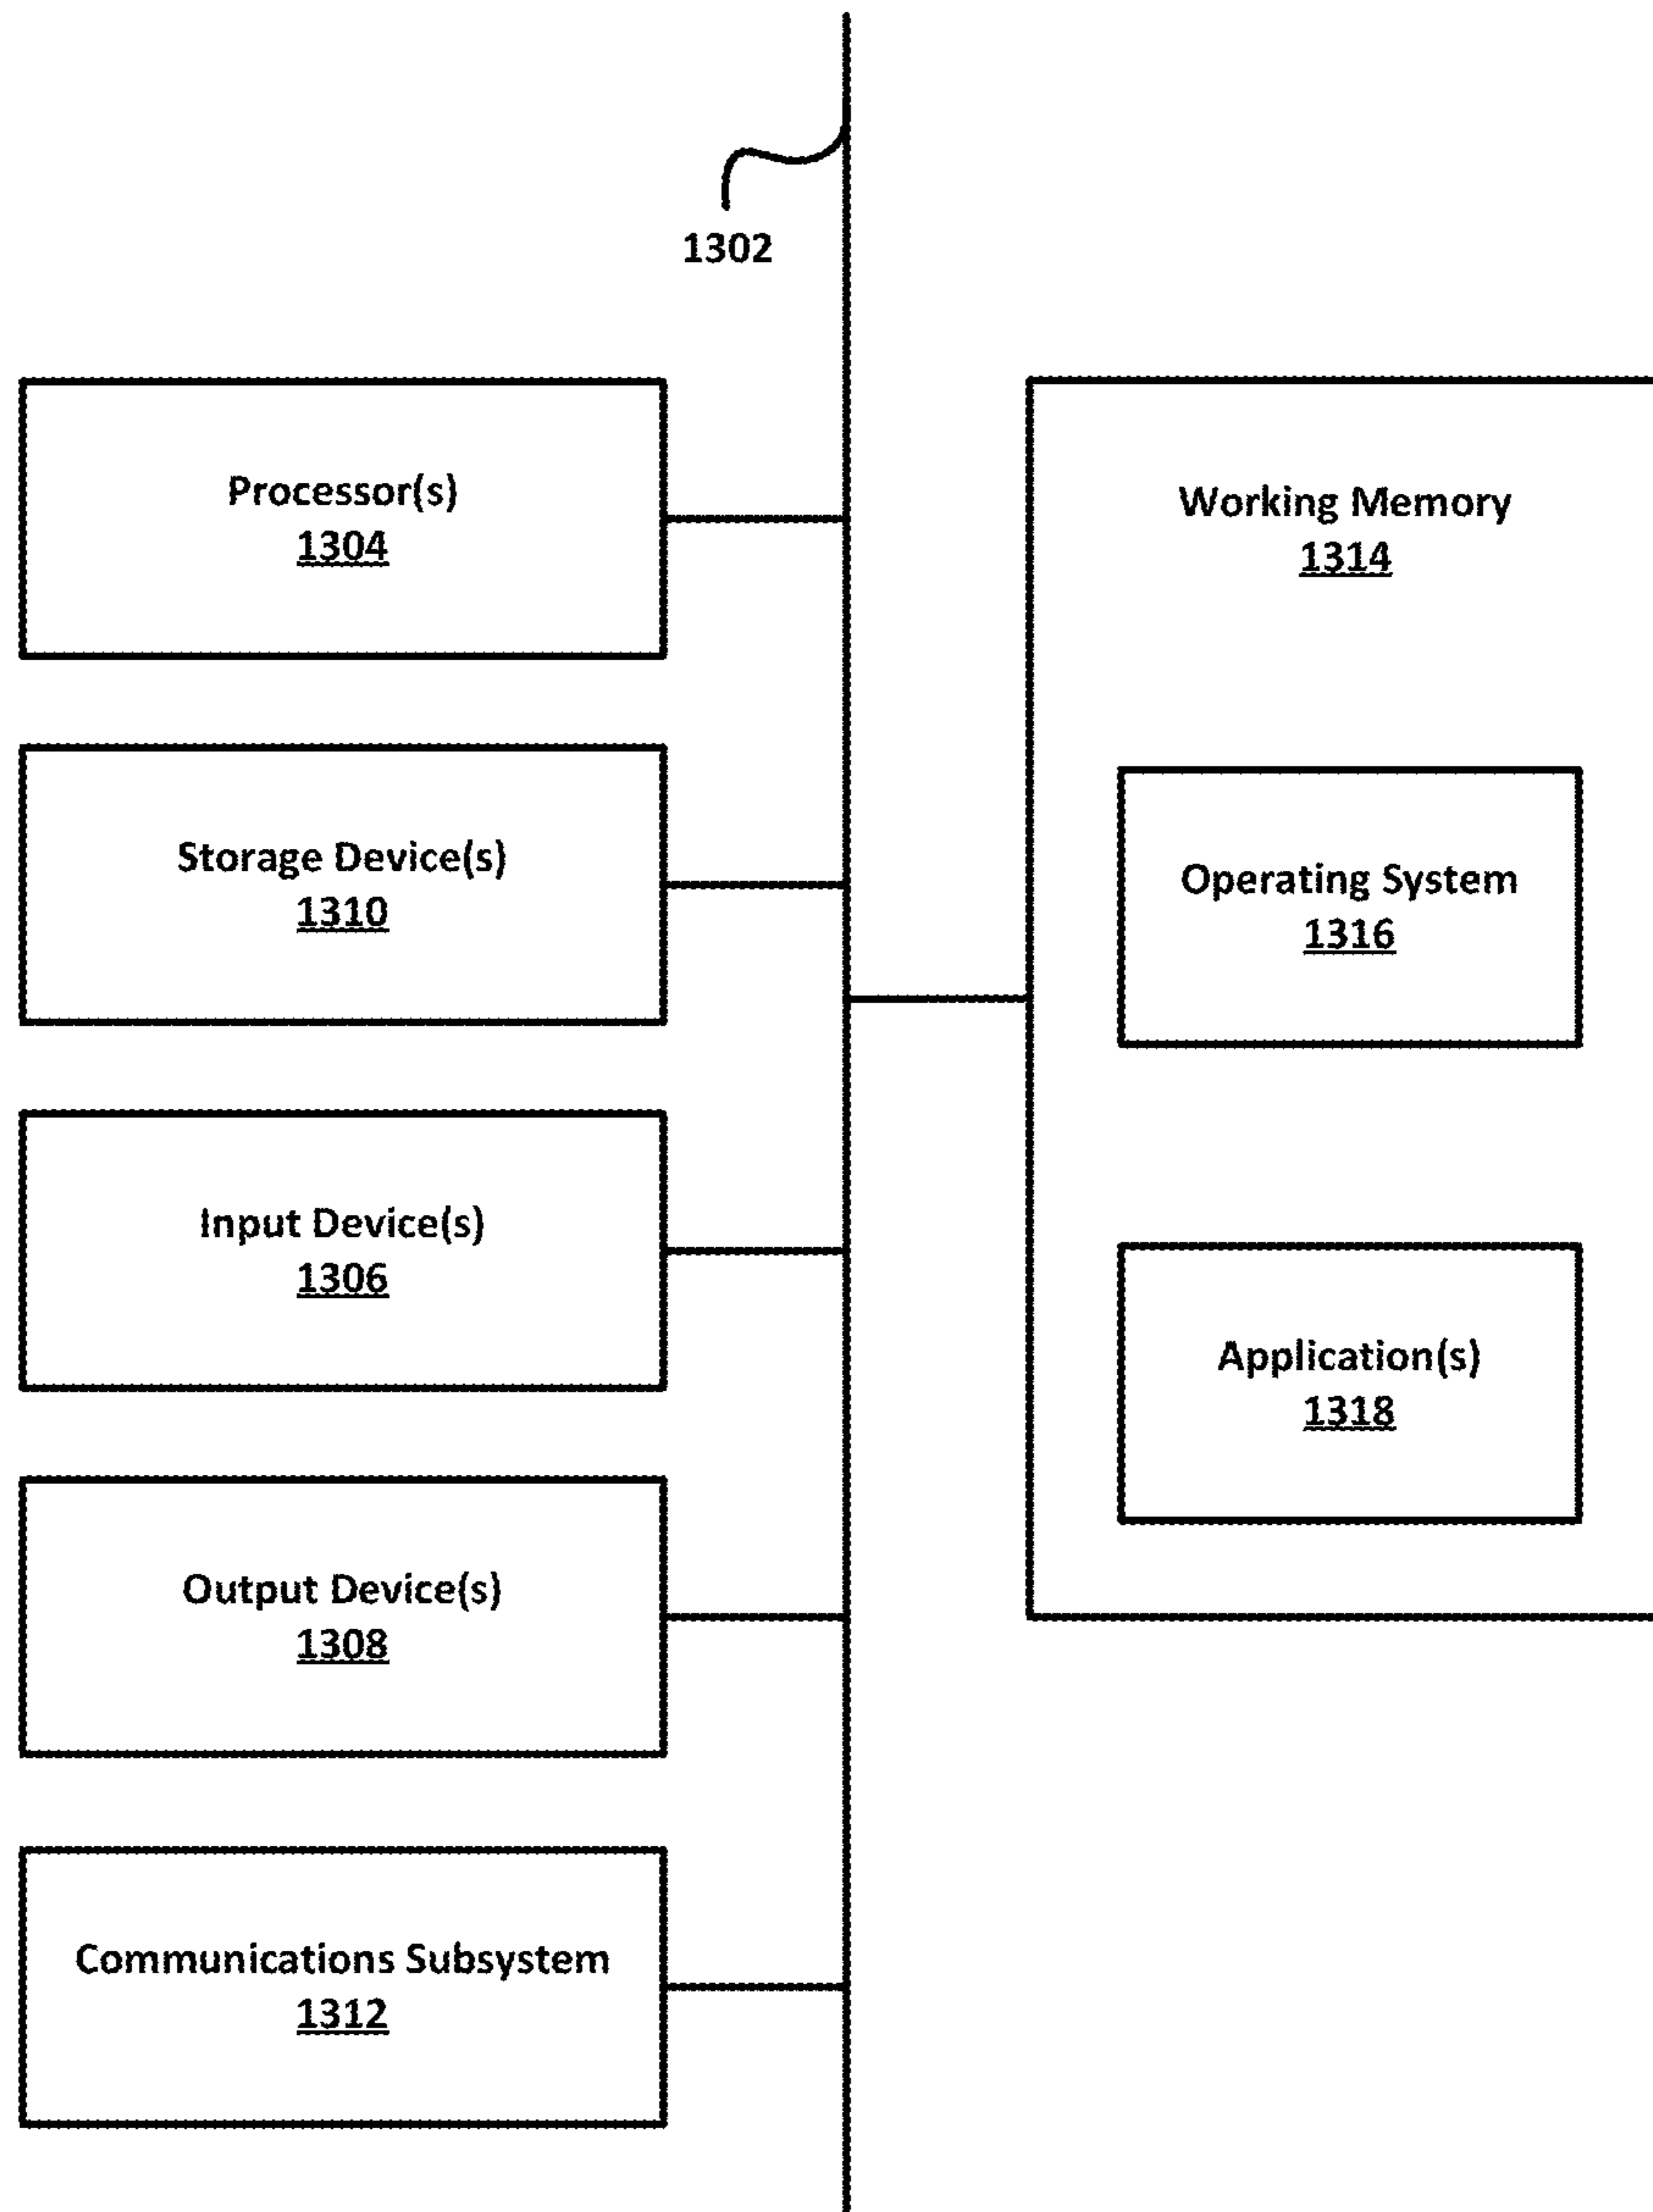 1302
Processor(s)
1304
Storage Device(s)
1310
Input Device(s)
1306
Output Device(s)
1308
Communications Subsystem
1312
Working Memory
1314
Operating System
1316
Application(s)
1318